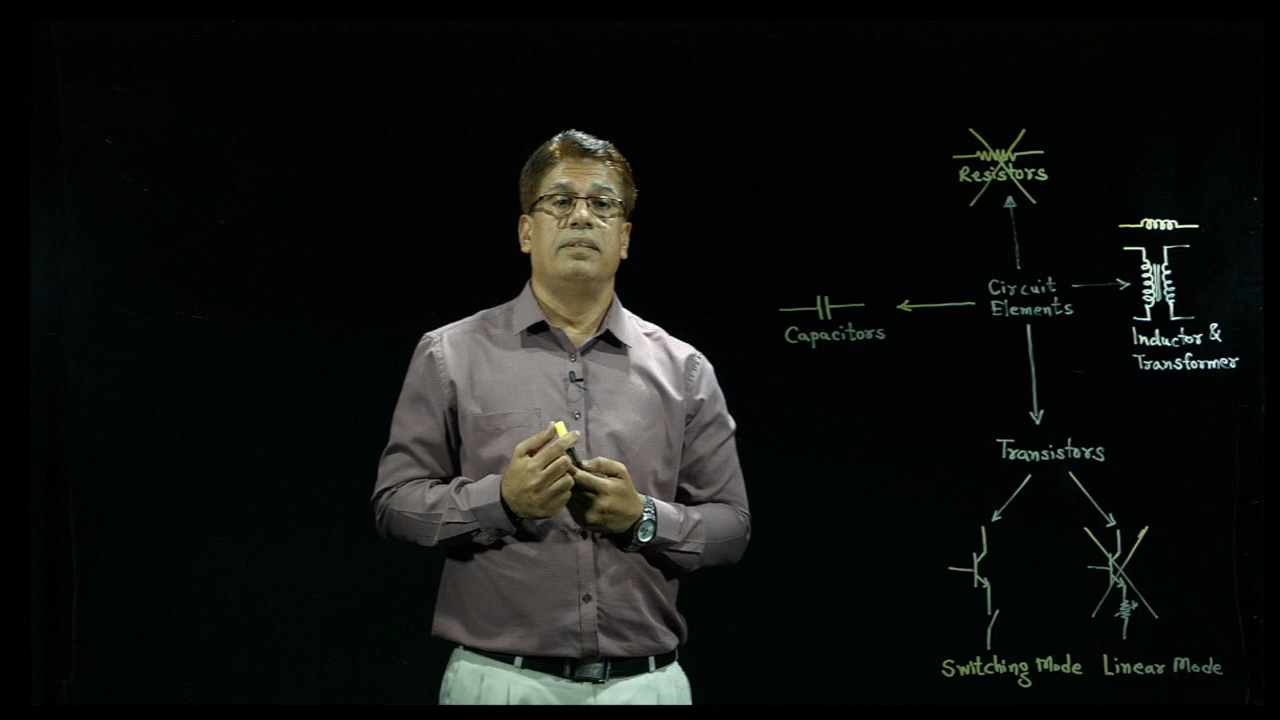 Resistors
Circuit
Elements
Capacitors
Inductor &
Transformer
Transistors
Switching Mode
Linear Mode